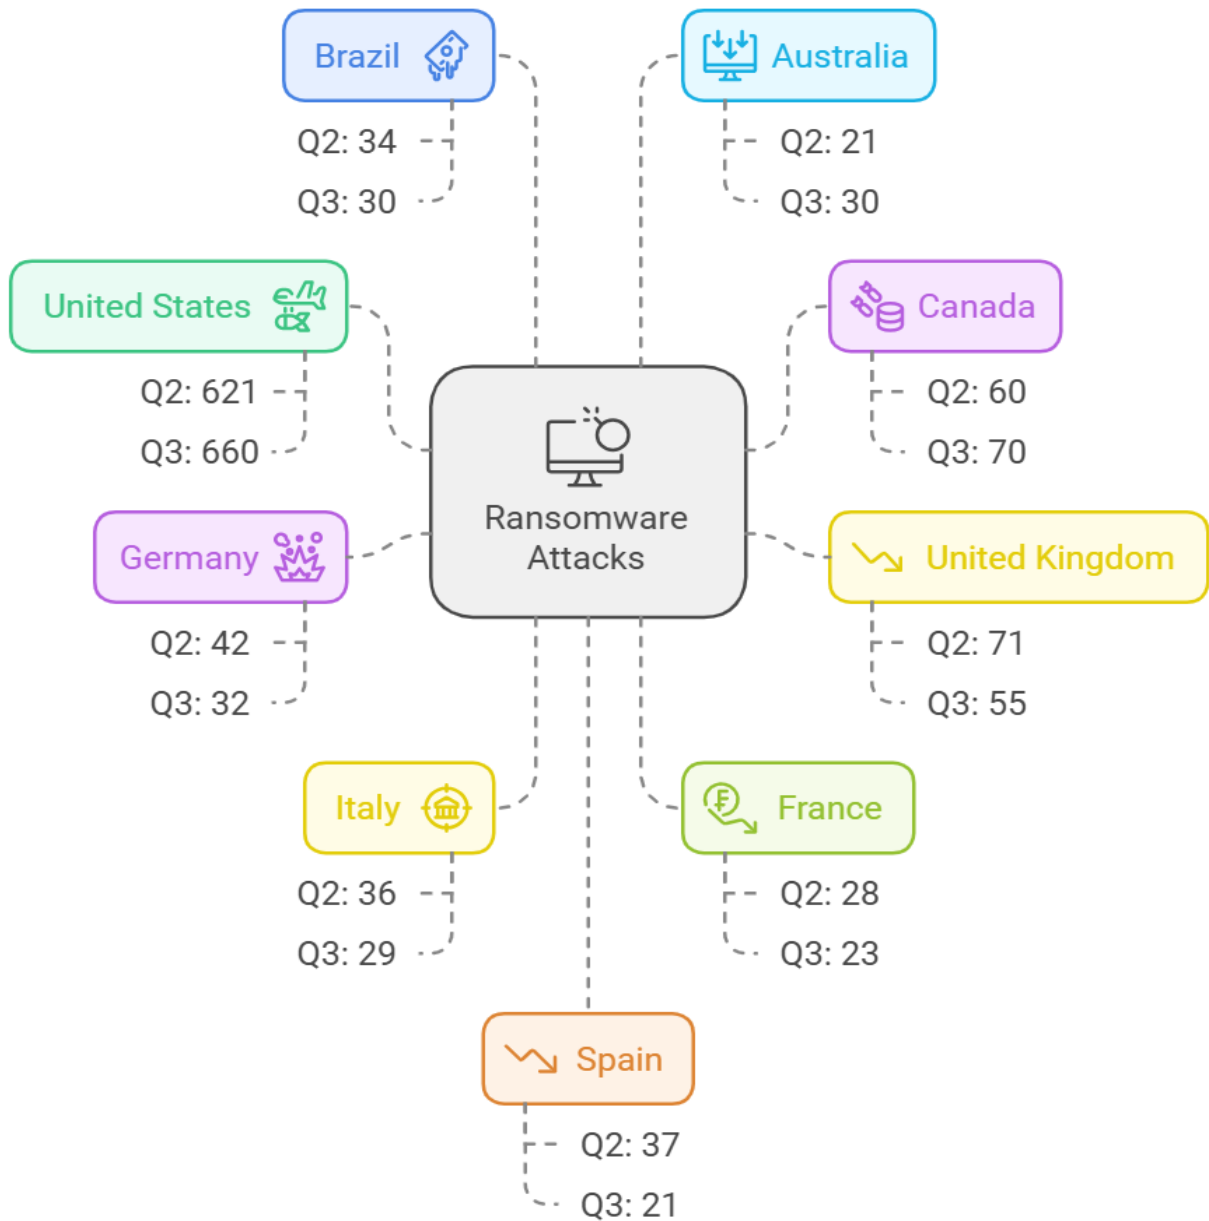 Brazil
Q2: 34
Q3: 30
Australia
Q2: 21
Q3: 30
United States
Q2: 621
Q3: 660
Canada
Q2: 60
Q3: 70
Ransomware
Attacks
Germany
Q2: 42
Q3: 32
United Kingdom
Q2: 71
Q3: 55
Italy
Q2: 36
Q3: 29
France
Q2: 28
Q3: 23
Spain
Q2: 37
Q3: 21